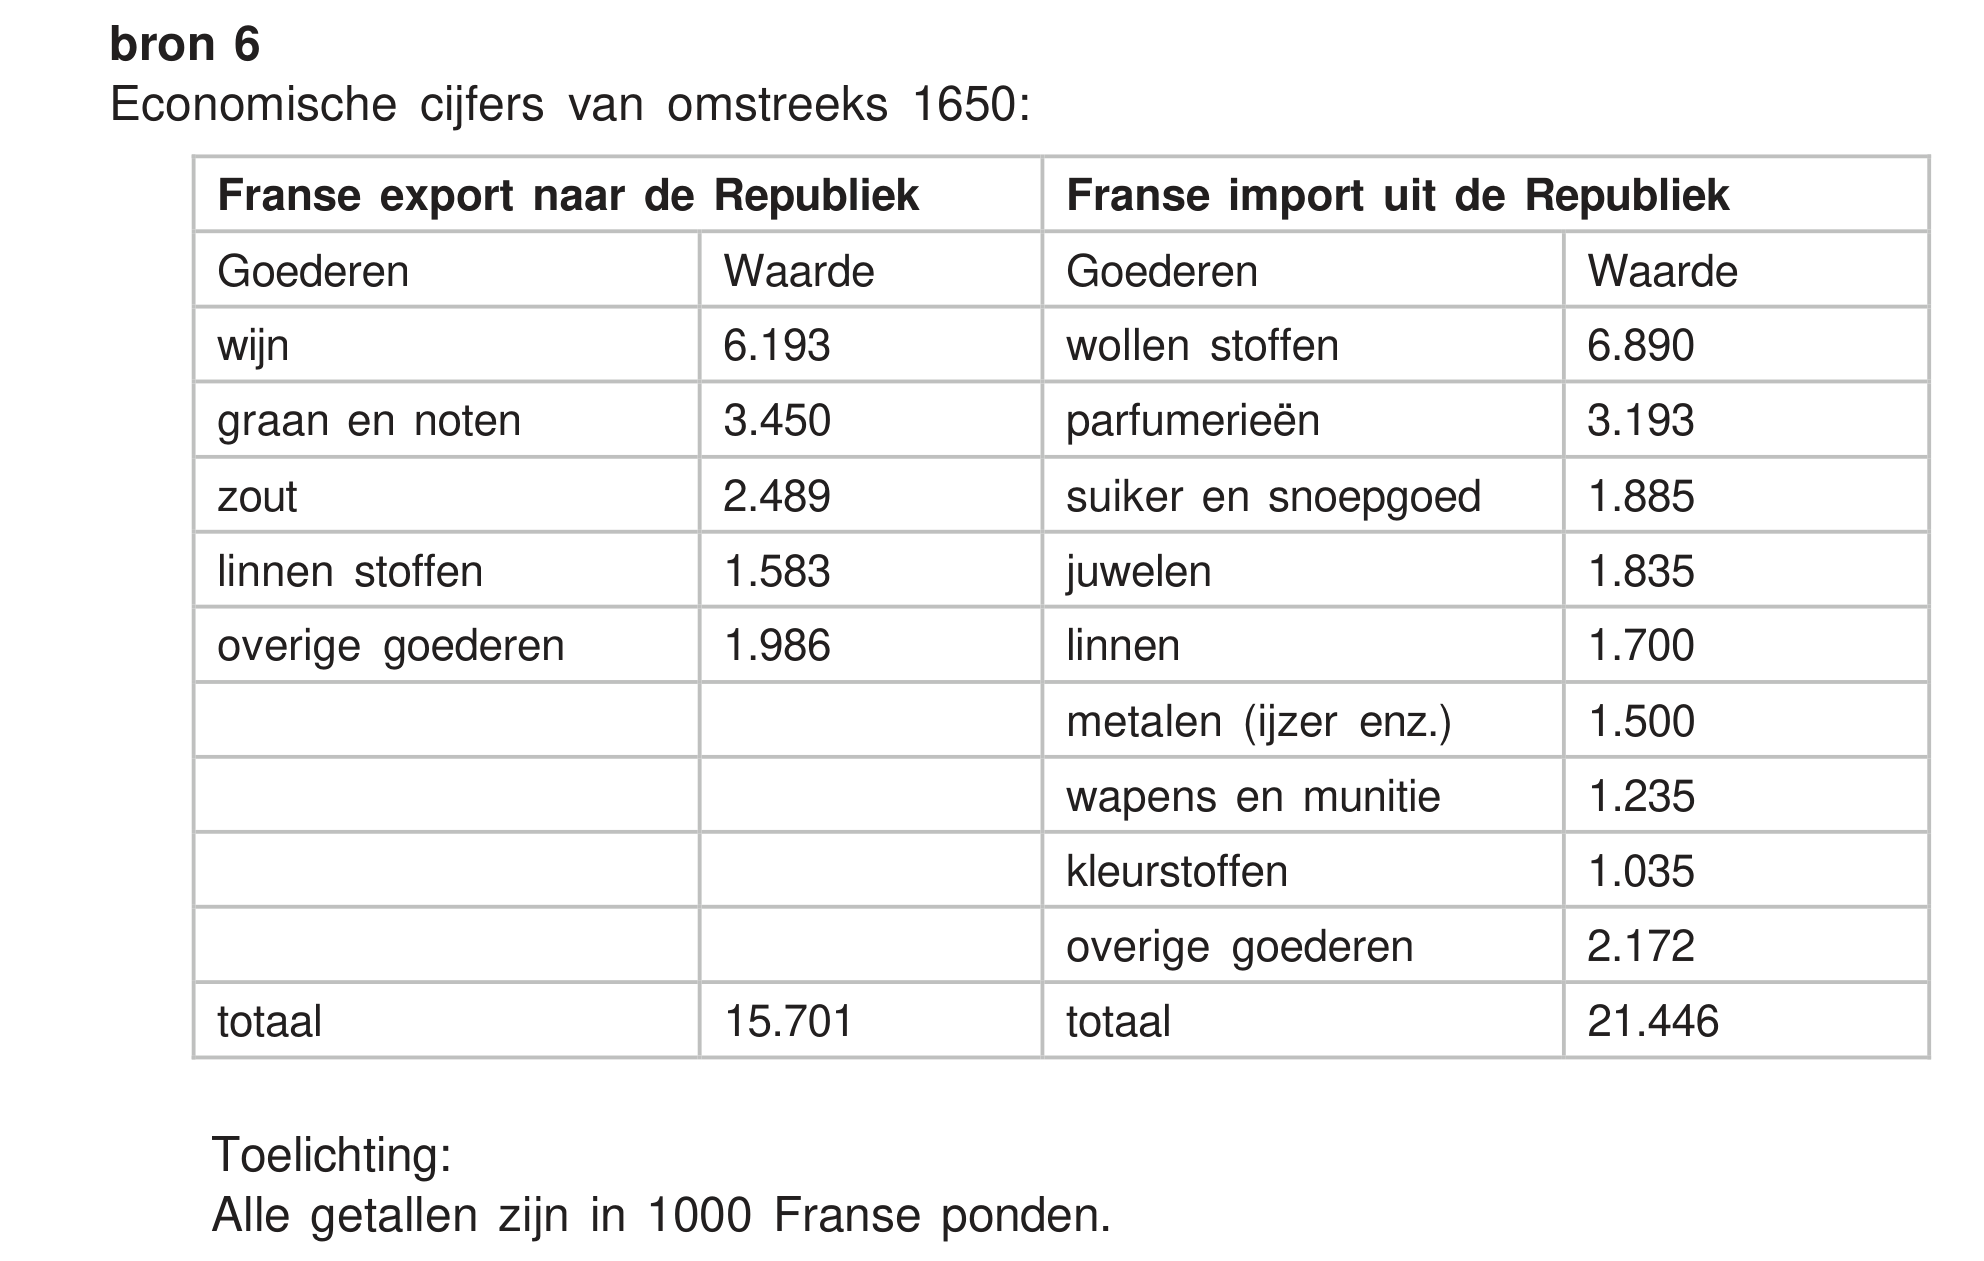 bron 6
Economische cijfers van omstreeks 1650:
Franse export naar de Republiek Franse import uit de Republiek
Goederen Waarde Goederen Waarde
wijn 6.193 wollen stoffen 6.890
graan en noten 3.450 parfumerieën 3.193
zout 2.489 suiker en snoepgoed 1.885
linnen stoffen 1.583 juwelen 1.835
overige goederen 1.986 linnen 1.700
metalen (ijzer enz.) 1.500
wapens en munitie 1.235
kleurstoffen 1.035
overige goederen 2.172
totaal 15.701 totaal 21.446
Toelichting:
Alle getallen zijn in 1000 Franse ponden.